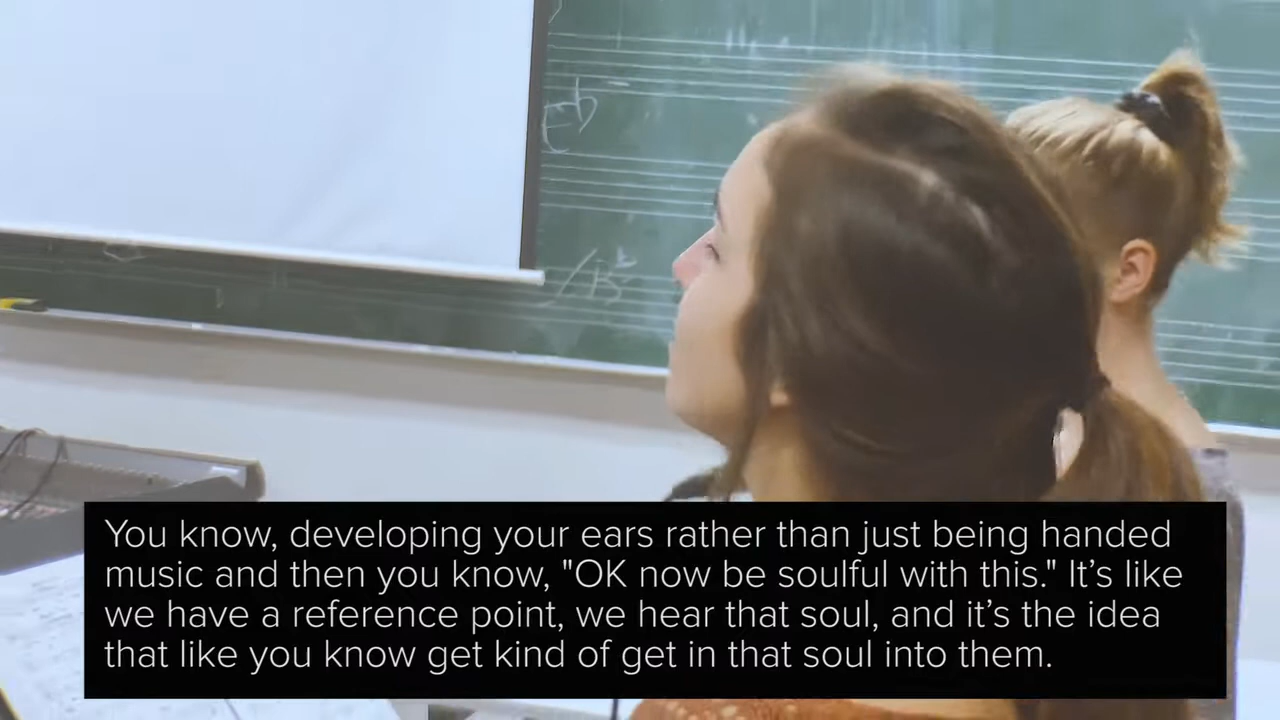 Eb
/Bb
You know, developing your ears rather than just being handed
music and then you know, "OK now be soulful with this." It’s like
we have a reference point, we hear that soul, and it’s the idea
that like you know get kind of get in that soul into them.